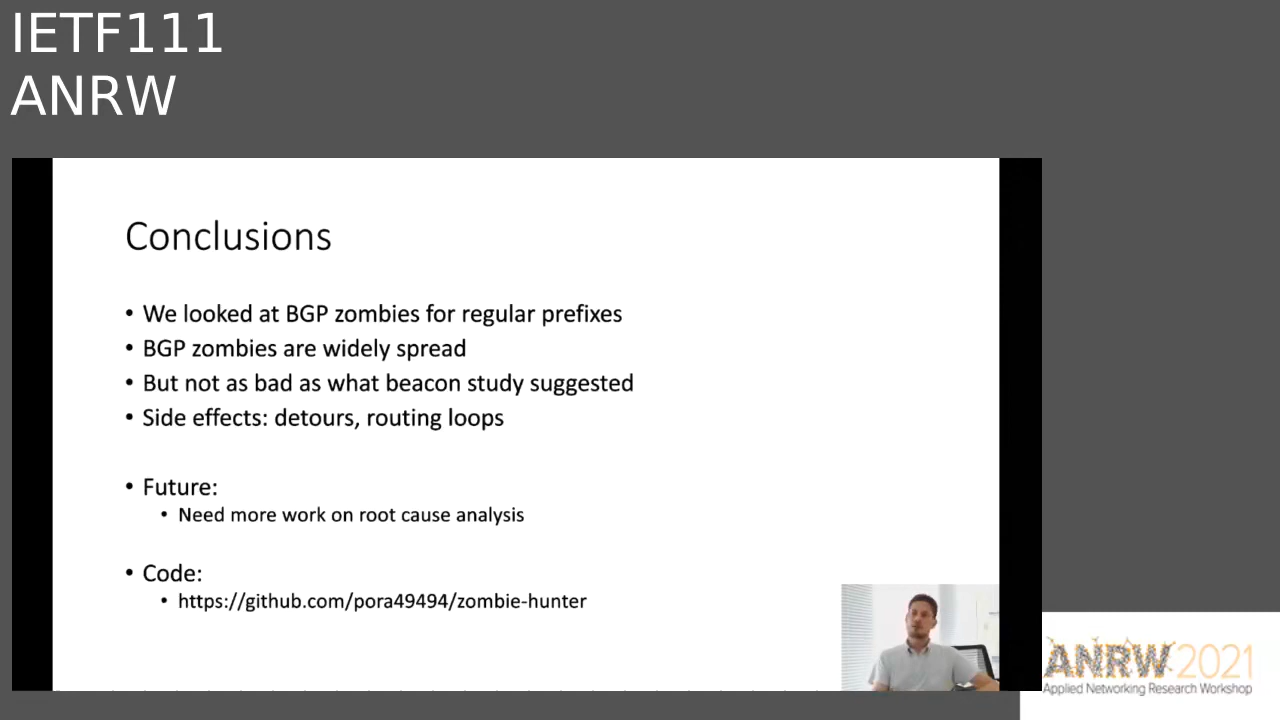 IETF111
ANRW
Conclusions
• We looked at BGP zombies for regular prefixes
• BGP zombies are widely spread
• But not as bad as what beacon study suggested
• Side effects: detours, routing loops
• Future:
• Need more work on root cause analysis
• Code:
• https://github.com/pora49494/zombie-hunter
ANRW 2021
Applied Networking Research Workshop